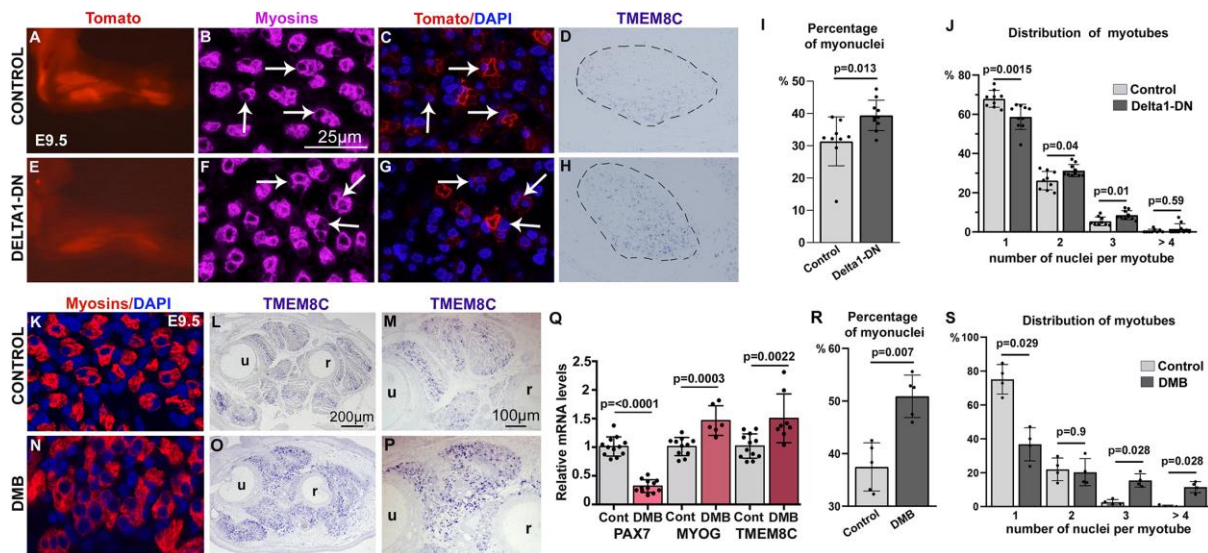 Tomato Myosins Tomato/DAPI TMEM8C
CONTROL
A B C D
E9.5 25µm
DELTA1-DN
E F G H
I
Percentage
of myonuclei
p=0.013
%
50
40
30
20
10
0
Control Delta1-DN
J
Distribution of myotubes
%
80
60
40
20
0
p=0.0015
p=0.04
p=0.01
p=0.59
Control
Delta1-DN
1 2 3 > 4
number of nuclei per myotube
Myosins/DAPI TMEM8C TMEM8C
CONTROL
K E9.5 L M
u r u r
200µm 100µm
DMB
N O P
u r u r
Q
Relative mRNA levels
2.5
2.0
1.5
1.0
0.5
0.0
p=<0.0001
p=0.0003
p=0.0022
Cont DMB Cont DMB Cont DMB
PAX7 MYOG TMEM8C
R
Percentage
of myonuclei
%
p=0.007
60
50
40
30
Control DMB
S
Distribution of myotubes
% 100
80
60
40
20
0
p=0.029
p=0.9
p=0.028
p=0.028
Control
DMB
1 2 3 > 4
number of nuclei per myotube